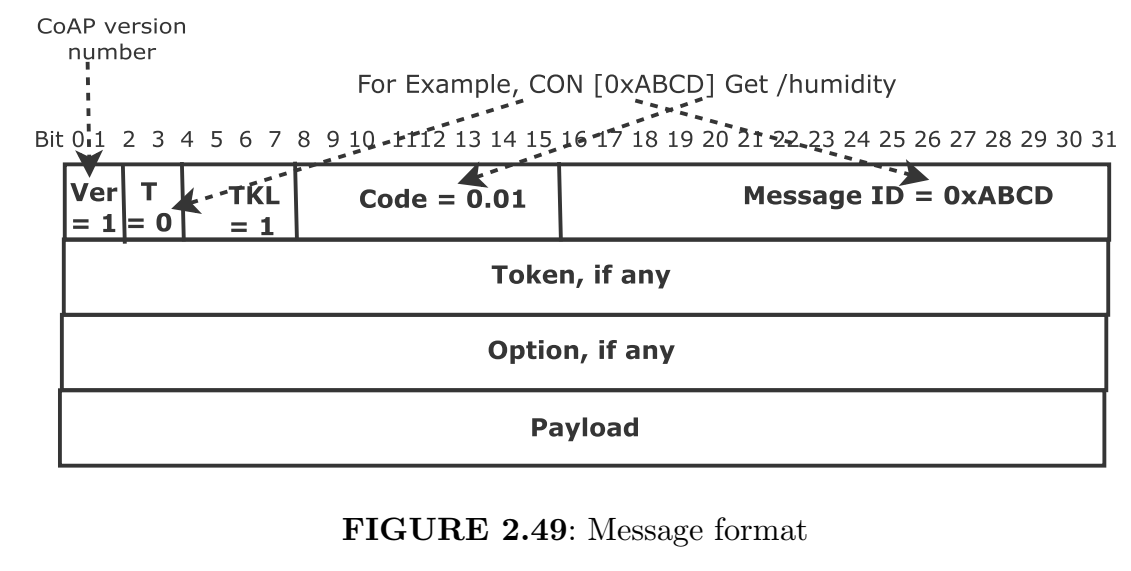 CoAP version
number
For Example, CON [0xABCD] Get /humidity
Bit 0 1 2 3 4 5 6 7 8 9 10 11 12 13 14 15 16 17 18 19 20 21 22 23 24 25 26 27 28 29 30 31
Ver
= 1
T
= 0
TKL
= 1
Code = 0.01
Message ID = 0xABCD
Token, if any
Option, if any
Payload
FIGURE 2.49: Message format